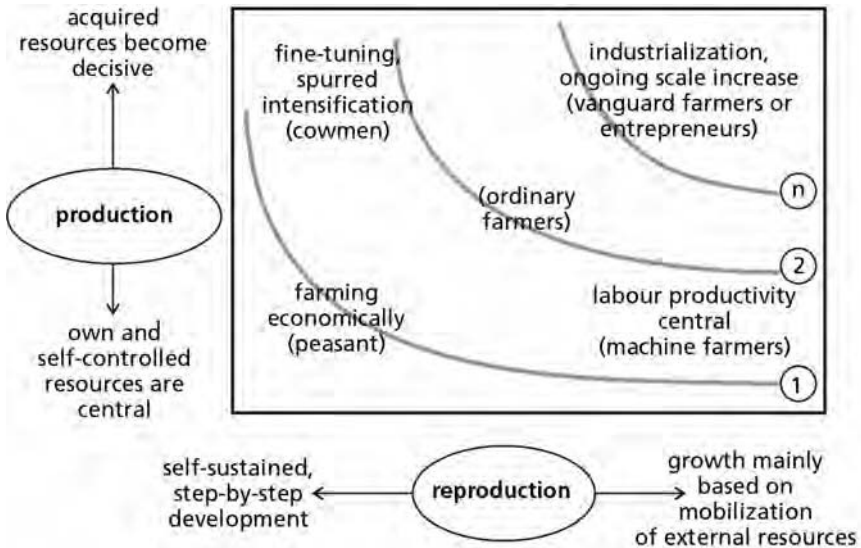 acquired
resources become
decisive
production
own and
self-controlled
resources are
central
fine-tuning,
spurred
intensification
(cowmen)
industrialization,
ongoing scale increase
(vanguard farmers or
entrepreneurs)
n
(ordinary
farmers)
2
farming
economically
(peasant)
labour productivity
central
(machine farmers)
1
self-sustained,
step-by-step
development
reproduction
growth mainly
based on
mobilization
of external resources